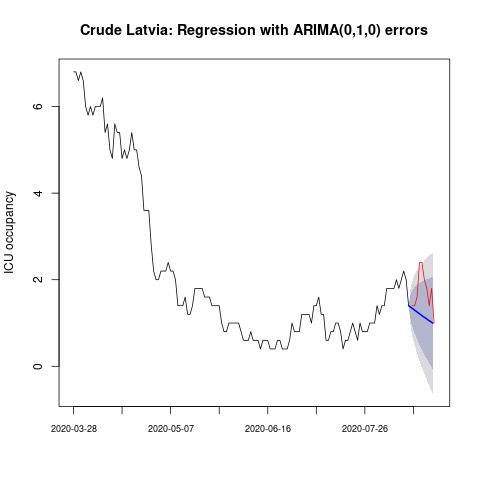 Crude Latvia: Regression with ARIMA(0,1,0) errors
ICU occupancy
6
4
2
0
2020-03-28 2020-05-07 2020-06-16 2020-07-26